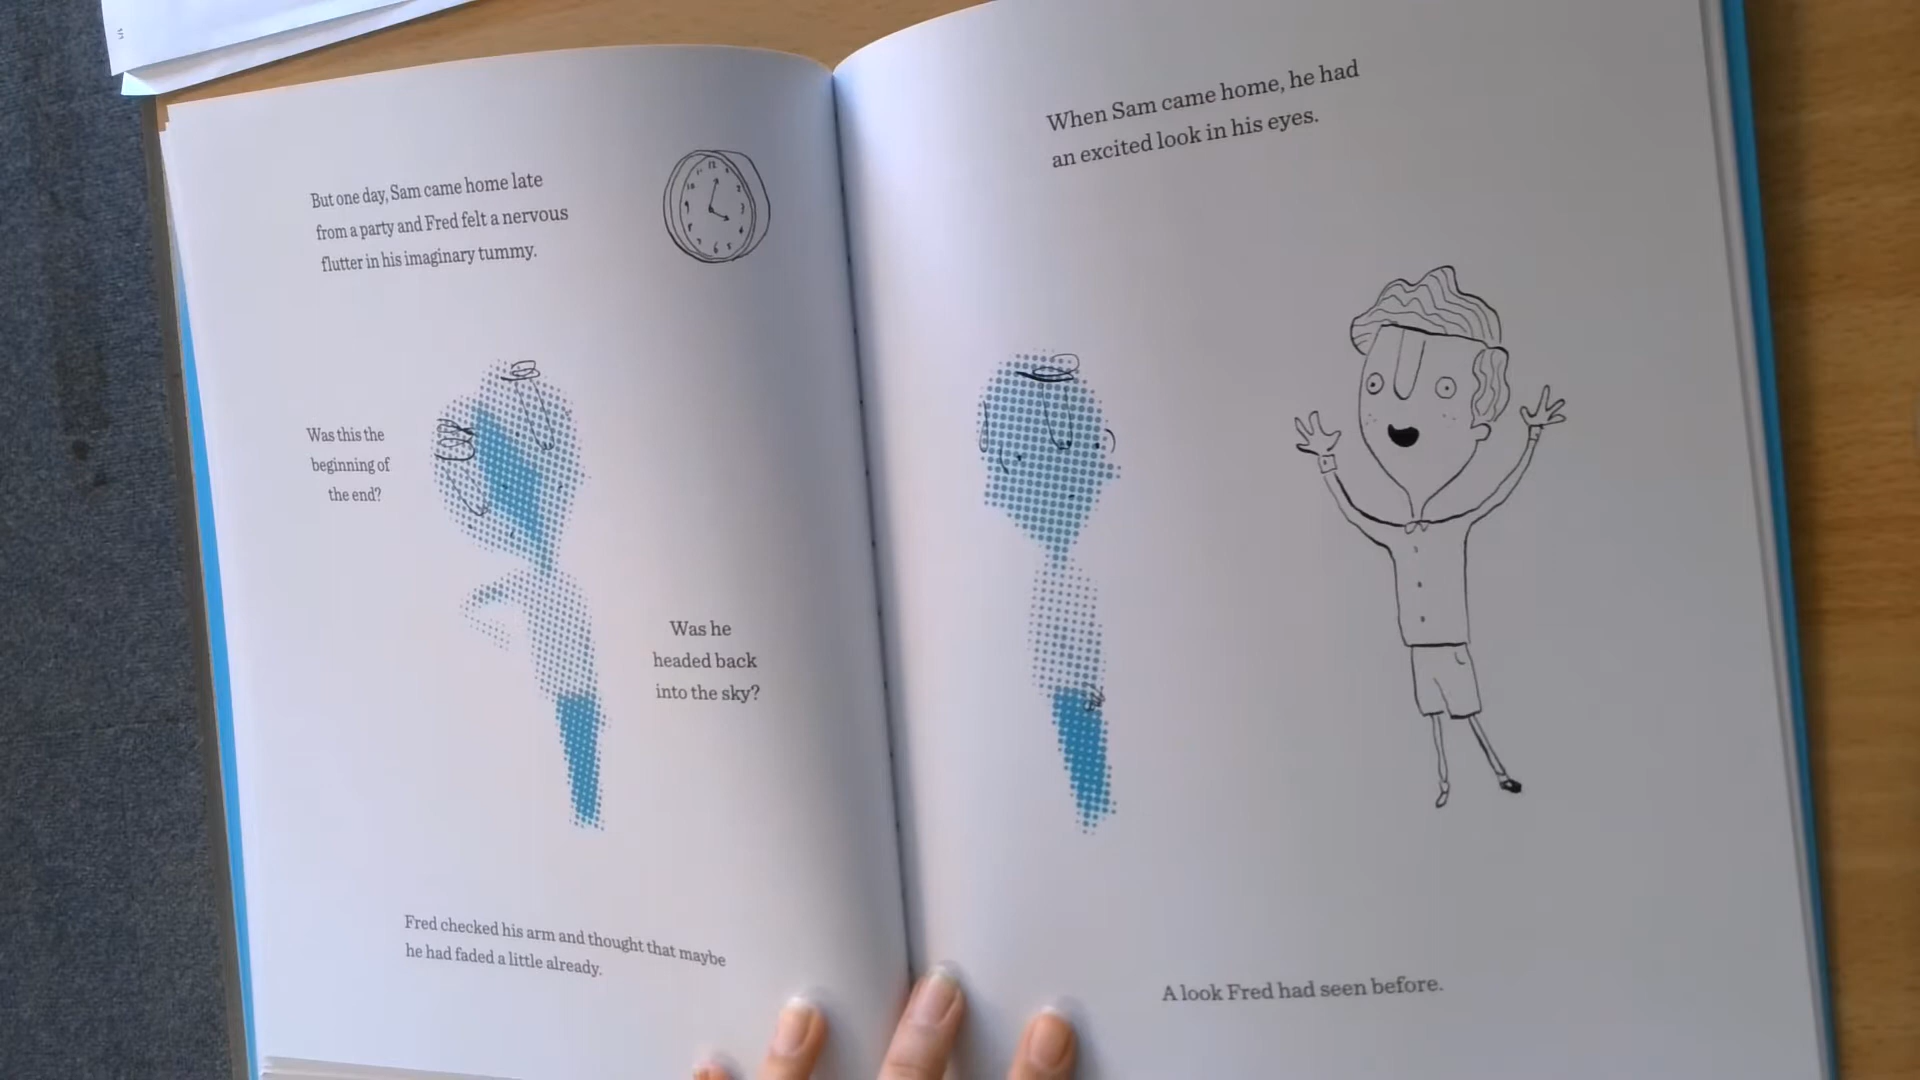 But one day, Sam came home late
from a party and Fred felt a nervous
flutter in his imaginary tummy.
Was this the
beginning of
the end?
Was he
headed back
into the sky?
Fred checked his arm and thought that maybe
he had faded a little already.
When Sam came home, he had
an excited look in his eyes.
A look Fred had seen before.